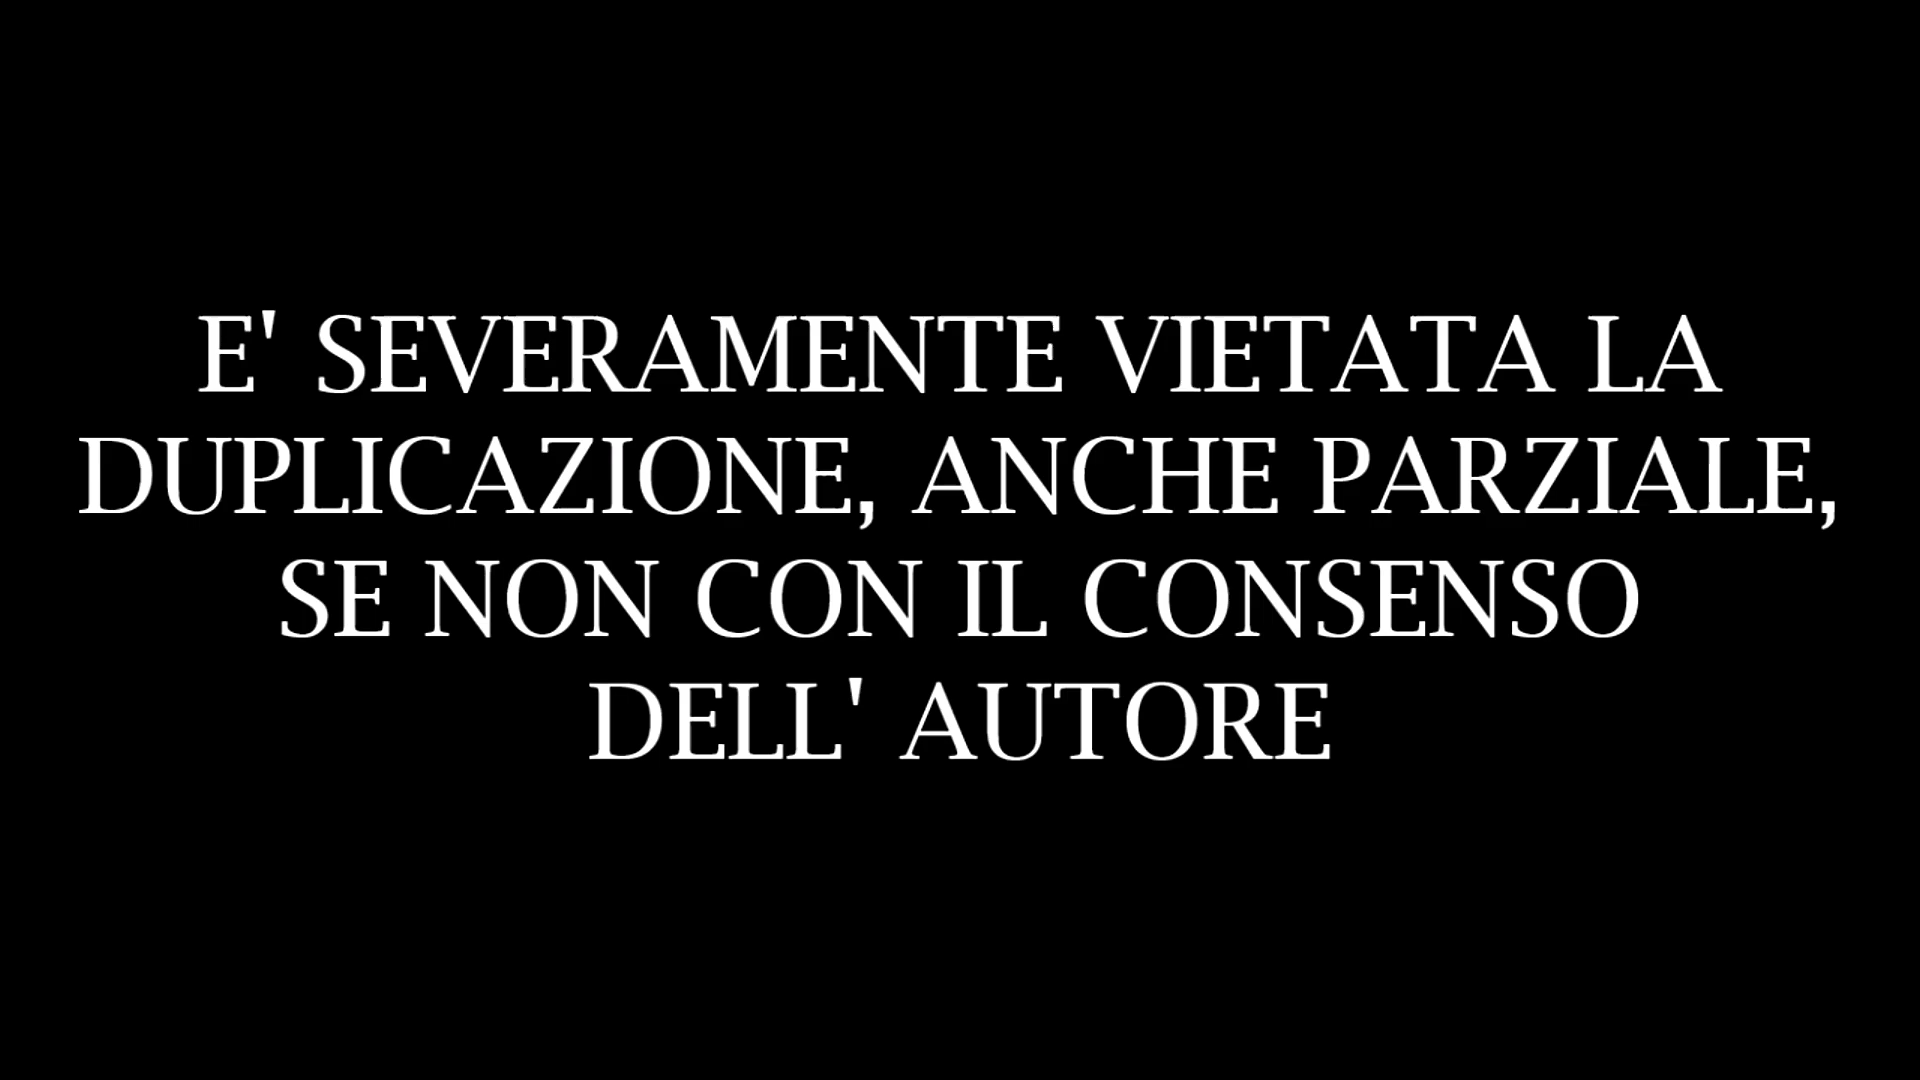 E' SEVERAMENTE VIETATA LA
DUPLICAZIONE, ANCHE PARZIALE,
SE NON CON IL CONSENSO
DELL' AUTORE